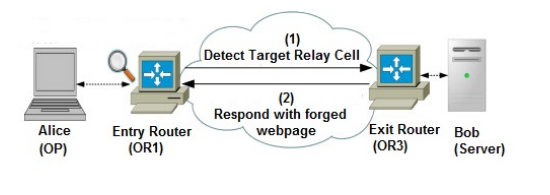 (1)
Detect Target Relay Cell
(2)
Respond with forged
webpage
Alice
(OP)
Entry Router
(OR1)
Exit Router
(OR3)
Bob
(Server)